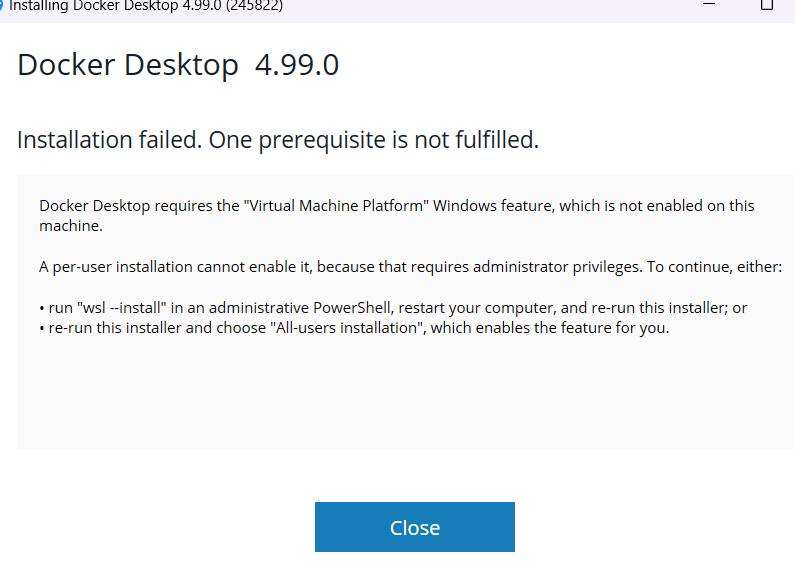 Installing Docker Desktop 4.99.0 (245822)
Docker Desktop 4.99.0
Installation failed. One prerequisite is not fulfilled.
Docker Desktop requires the "Virtual Machine Platform" Windows feature, which is not enabled on this
machine.
A per-user installation cannot enable it, because that requires administrator privileges. To continue, either:
• run "wsl --install" in an administrative PowerShell, restart your computer, and re-run this installer; or
• re-run this installer and choose "All-users installation", which enables the feature for you.
Close